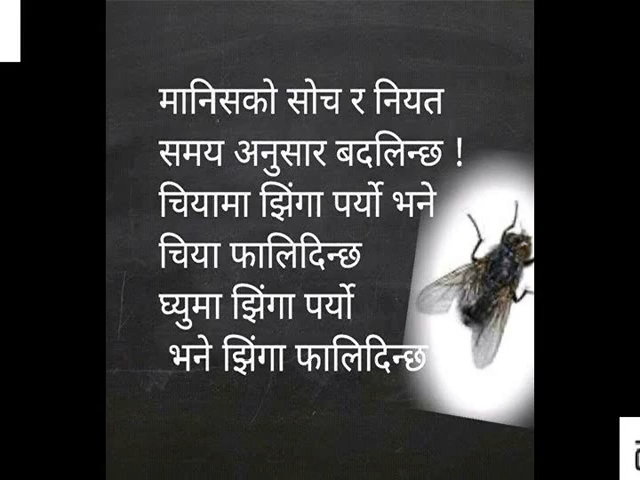 मानिसको सोच र नियत
समय अनुसार बदलिन्छ !
चियामा झिंगा पर्यो भने
चिया फालिदिन्छ
घ्युमा झिंगा पर्यो
भने झिंगा फालिदिन्छ